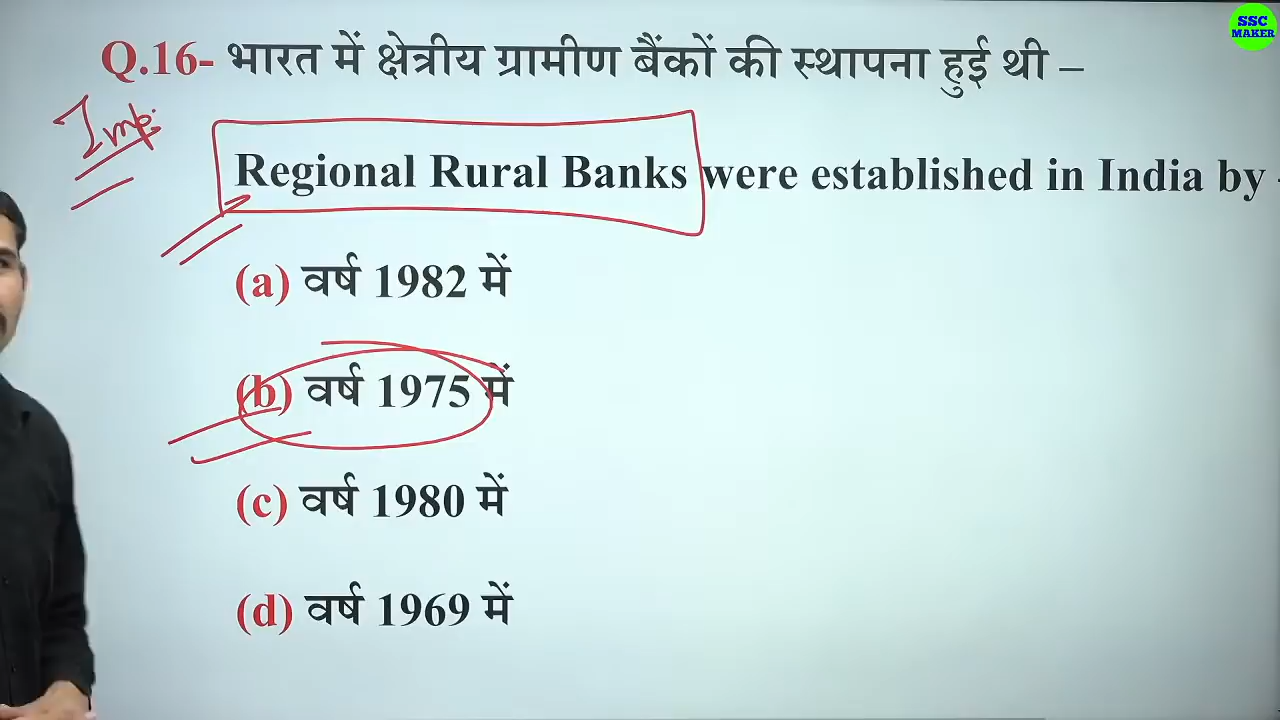 SSC
MAKER
Q.16- भारत में क्षेत्रीय ग्रामीण बैंकों की स्थापना हुई थी –
Imp.
Regional Rural Banks were established in India by -
(a) वर्ष 1982 में
(b) वर्ष 1975 में
(c) वर्ष 1980 में
(d) वर्ष 1969 में